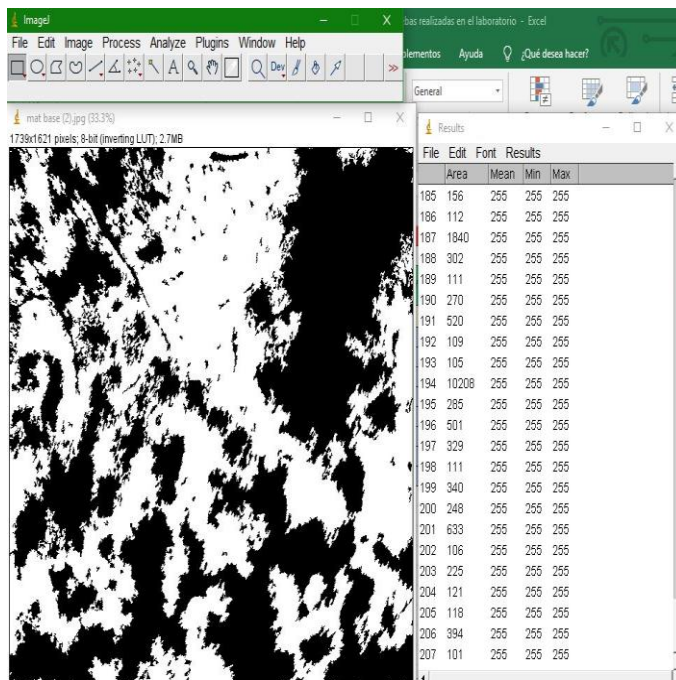 ImageJ
File Edit Image Process Analyze Plugins Window Help
Dev
mat base (2).jpg (33.3%)
1739x1621 pixels; 8-bit (inverting LUT); 2.7MB
bas realizadas en el laboratorio - Excel
plementos Ayuda ¿Qué desea hacer?
General
Results
File Edit Font Results
Area Mean Min Max
185 156 255 255 255
186 112 255 255 255
187 1840 255 255 255
188 302 255 255 255
189 111 255 255 255
190 270 255 255 255
191 520 255 255 255
192 109 255 255 255
193 105 255 255 255
194 10208 255 255 255
195 285 255 255 255
196 501 255 255 255
197 329 255 255 255
198 111 255 255 255
199 340 255 255 255
200 248 255 255 255
201 633 255 255 255
202 106 255 255 255
203 225 255 255 255
204 121 255 255 255
205 118 255 255 255
206 394 255 255 255
207 101 255 255 255